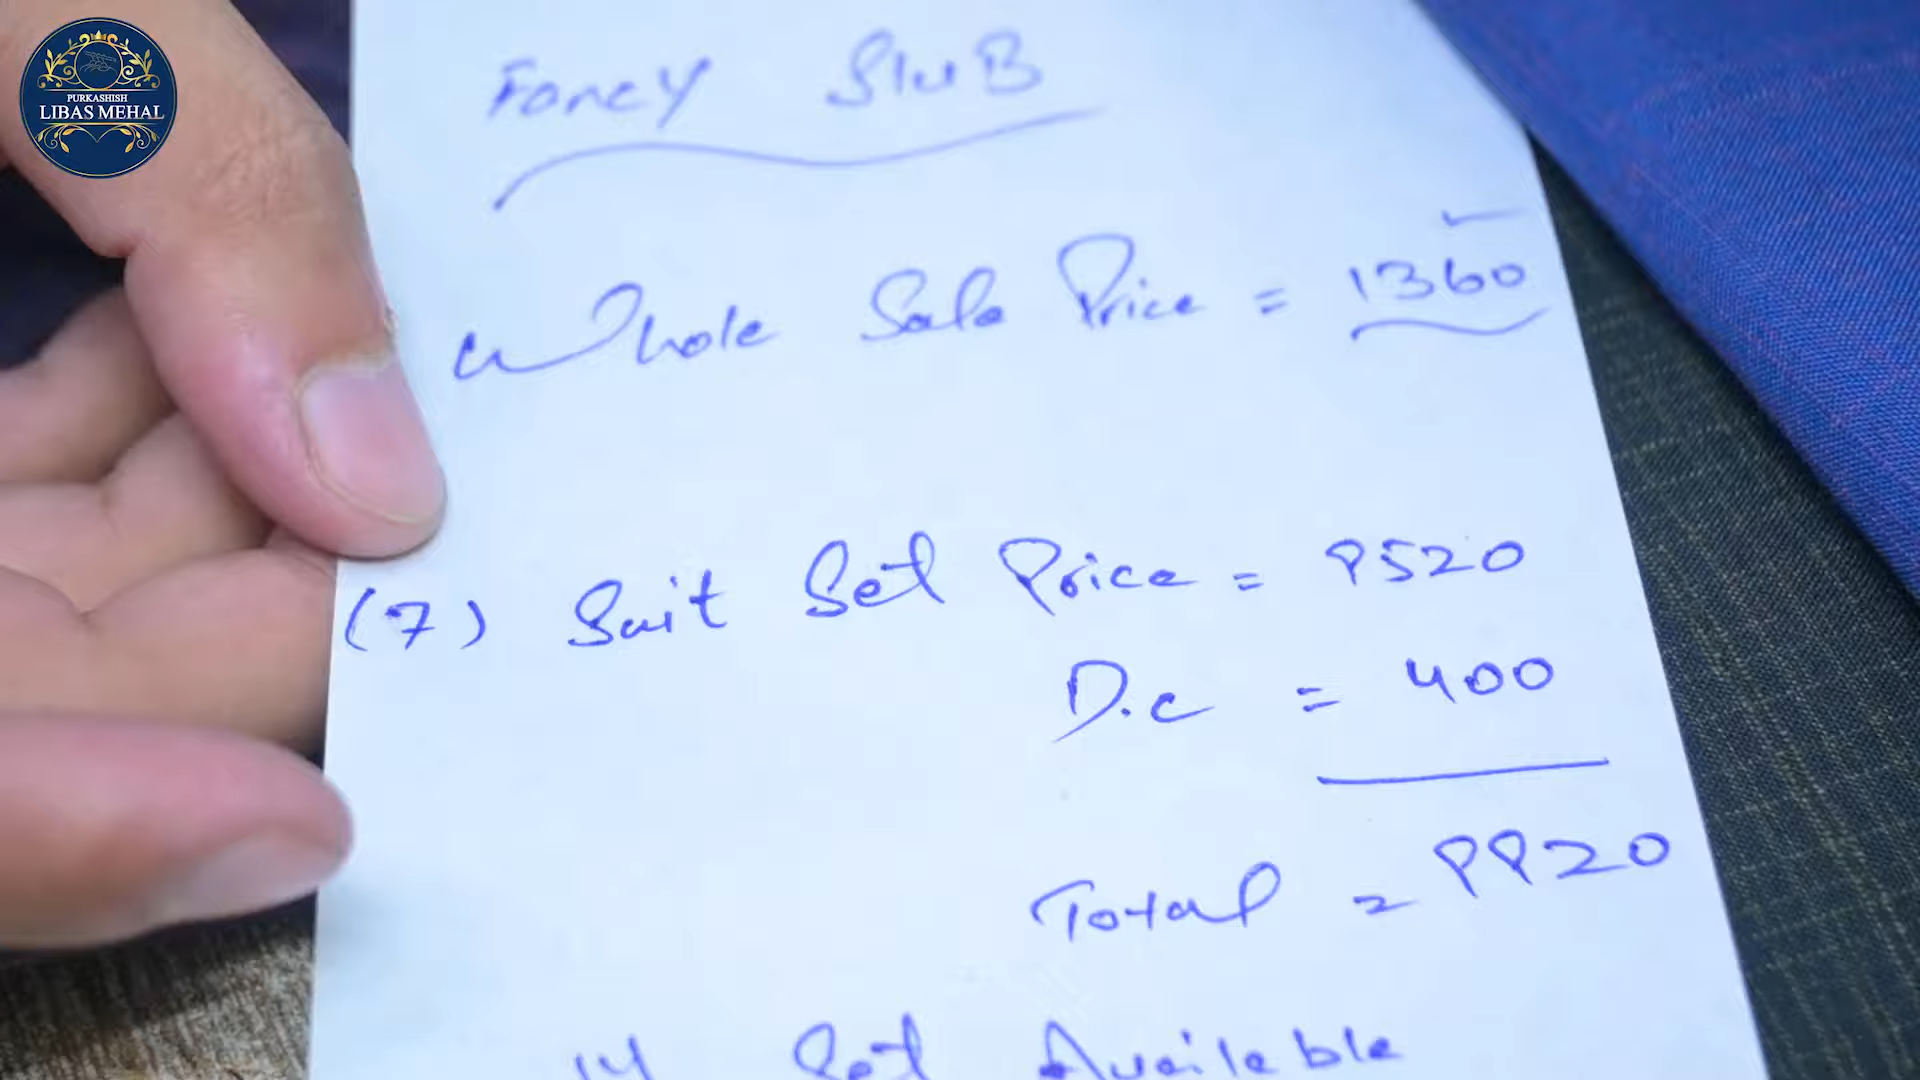 PURKASHISH
LIBAS MEHAL
Fancy SluB
Whole Sale Price = 1360
(7) Suit Set Price = 9520
D.c = 400
Total = 9920
14 Set Available